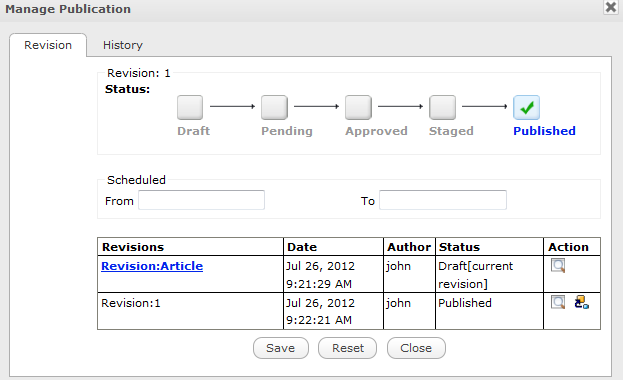 Manage Publication
Revision History
Revision: 1
Status:
Draft Pending Approved Staged Published
Scheduled
From To
Revisions Date Author Status Action
Revision:Article Jul 26, 2012 john Draft[current
9:21:29 AM revision]
Revision:1 Jul 26, 2012 john Published
9:22:21 AM
Save Reset Close